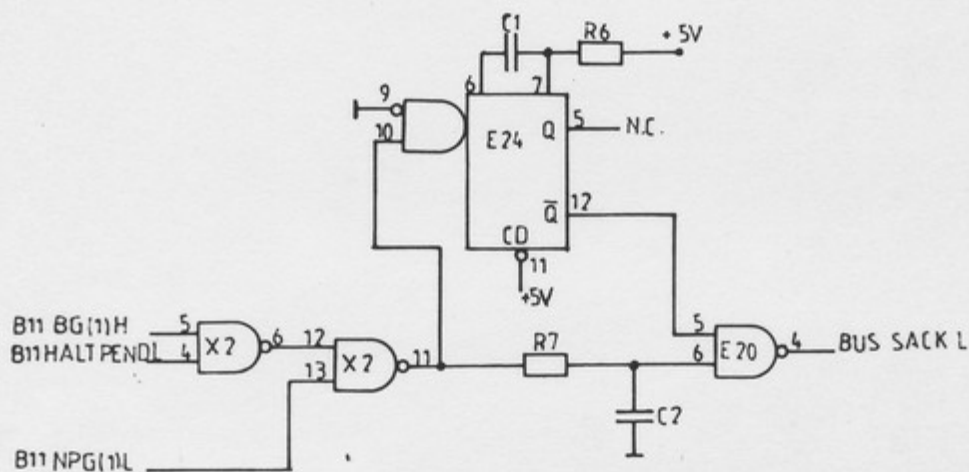 C1
R6
+5V
6
7
9
10
E24
Q
5
N.C.
Q̅
12
CD
11
+5V
B11 BG(1)H
5
X2
6
B11 HALT PEND L
4
12
X2
11
13
R7
5
6
E20
4
BUS SACK L
C2
B11 NPG(1)L